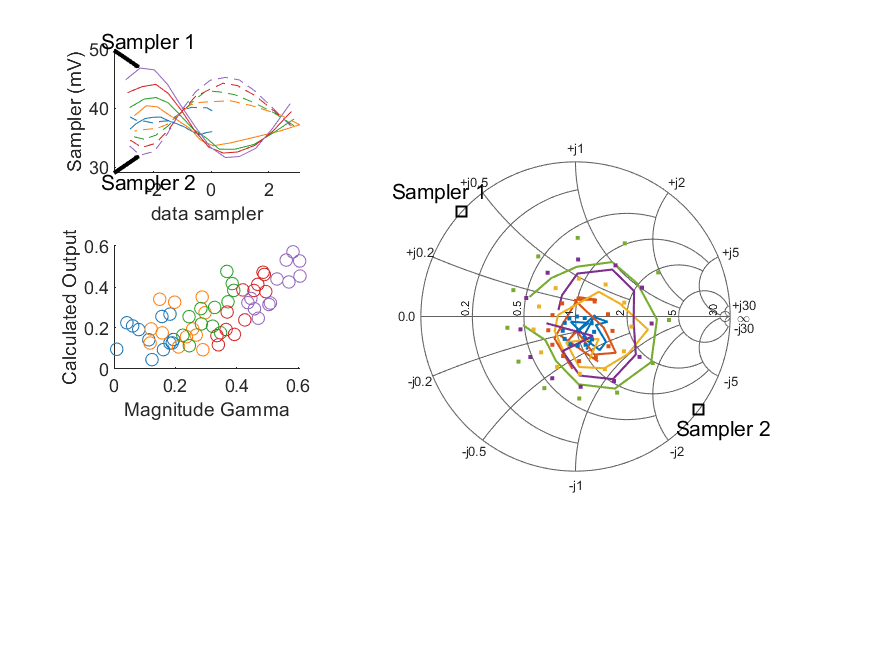 Sampler 1
50
40
30
Sampler (mV)
Sampler 2
-2
0
2
data sampler
0.6
0.4
0.2
0
Calculated Output
0
0.2
0.4
0.6
Magnitude Gamma
+j1
+j0.5
+j2
Sampler 1
+j0.2
+j5
0.0
0.2
0.5
1
2
5
30
+j30
∞
-j30
-j0.2
-j5
Sampler 2
-j0.5
-j2
-j1